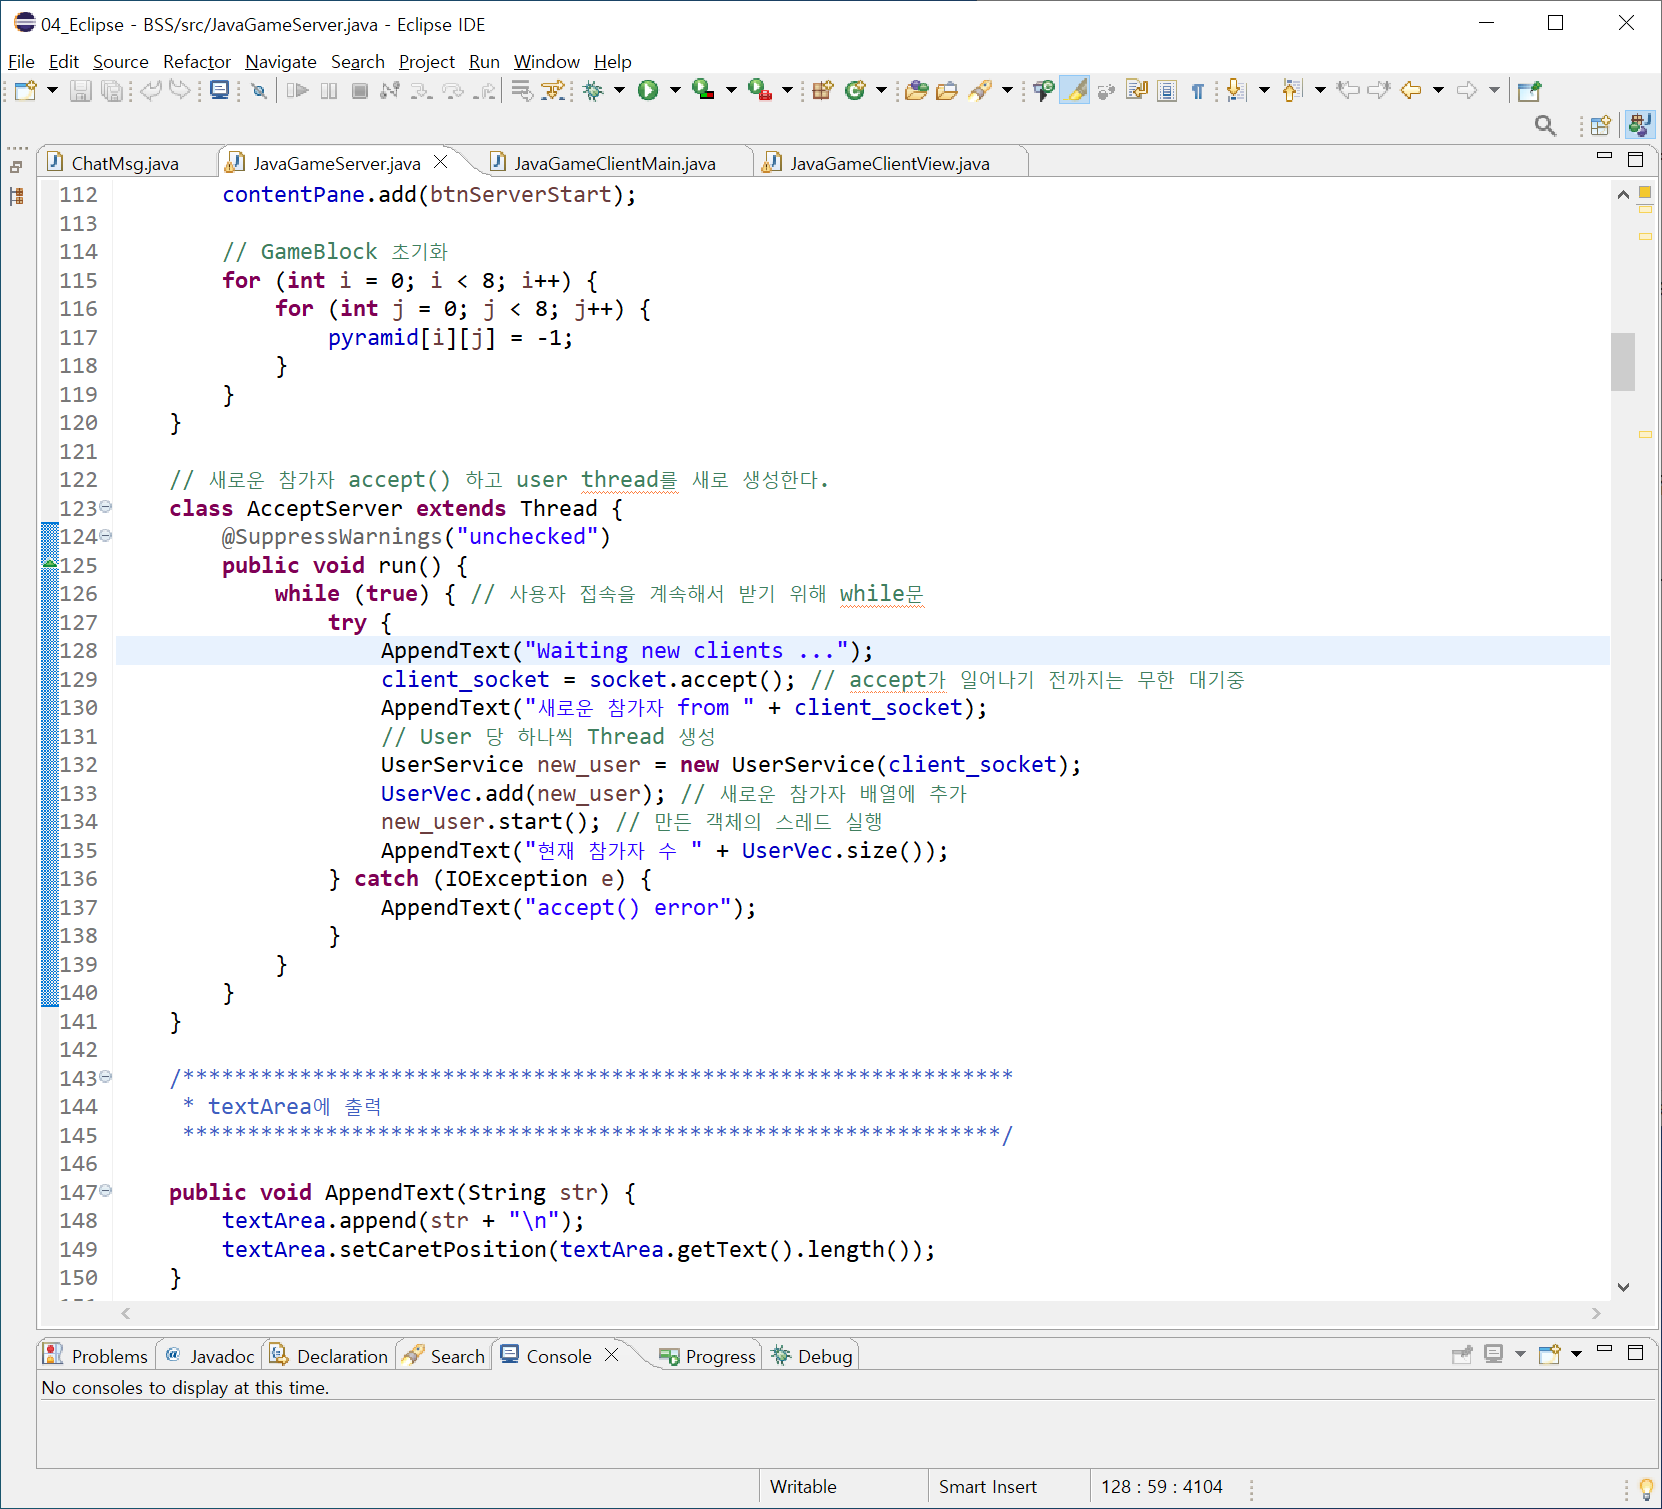 04_Eclipse - BSS/src/JavaGameServer.java - Eclipse IDE
File Edit Source Refactor Navigate Search Project Run Window Help
ChatMsg.java JavaGameServer.java JavaGameClientMain.java JavaGameClientView.java
112 contentPane.add(btnServerStart);
113
114 // GameBlock 초기화
115 for (int i = 0; i < 8; i++) {
116 for (int j = 0; j < 8; j++) {
117 pyramid[i][j] = -1;
118 }
119 }
120 }
121
122 // 새로운 참가자 accept() 하고 user thread를 새로 생성한다.
123 class AcceptServer extends Thread {
124 @SuppressWarnings("unchecked")
125 public void run() {
126 while (true) { // 사용자 접속을 계속해서 받기 위해 while문
127 try {
128 AppendText("Waiting new clients ...");
129 client_socket = socket.accept(); // accept가 일어나기 전까지는 무한 대기중
130 AppendText("새로운 참가자 from " + client_socket);
131 // User 당 하나씩 Thread 생성
132 UserService new_user = new UserService(client_socket);
133 UserVec.add(new_user); // 새로운 참가자 배열에 추가
134 new_user.start(); // 만든 객체의 스레드 실행
135 AppendText("현재 참가자 수 " + UserVec.size());
136 } catch (IOException e) {
137 AppendText("accept() error");
138 }
139 }
140 }
141 }
142
143 /****************************************************************
144 * textArea에 출력
145 ***************************************************************/
146
147 public void AppendText(String str) {
148 textArea.append(str + "\n");
149 textArea.setCaretPosition(textArea.getText().length());
150 }
Problems Javadoc Declaration Search Console Progress Debug
No consoles to display at this time.
Writable Smart Insert 128 : 59 : 4104